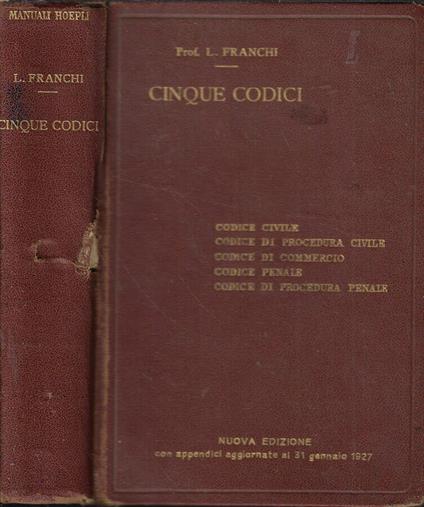 MANUALI HOEPLI
L. FRANCHI
CINQUE CODICI
Prof. L. FRANCHI
CINQUE CODICI
CODICE CIVILE
CODICE DI PROCEDURA CIVILE
CODICE DI COMMERCIO
CODICE PENALE
CODICE DI PROCEDURA PENALE
NUOVA EDIZIONE
con appendici aggiornate al 31 gennaio 1927